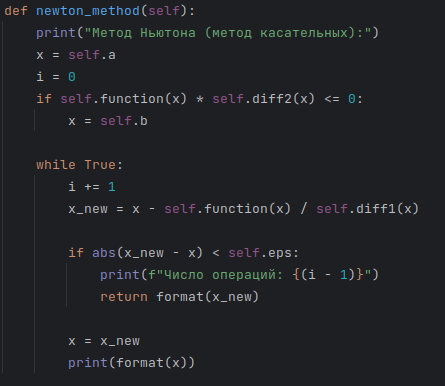 def newton_method(self):
    print("Метод Ньютона (метод касательных):")
    x = self.a
    i = 0
    if self.function(x) * self.diff2(x) <= 0:
        x = self.b
    while True:
        i += 1
        x_new = x - self.function(x) / self.diff1(x)
        if abs(x_new - x) < self.eps:
            print(f"Число операций: {(i - 1)}")
            return format(x_new)
        x = x_new
        print(format(x))